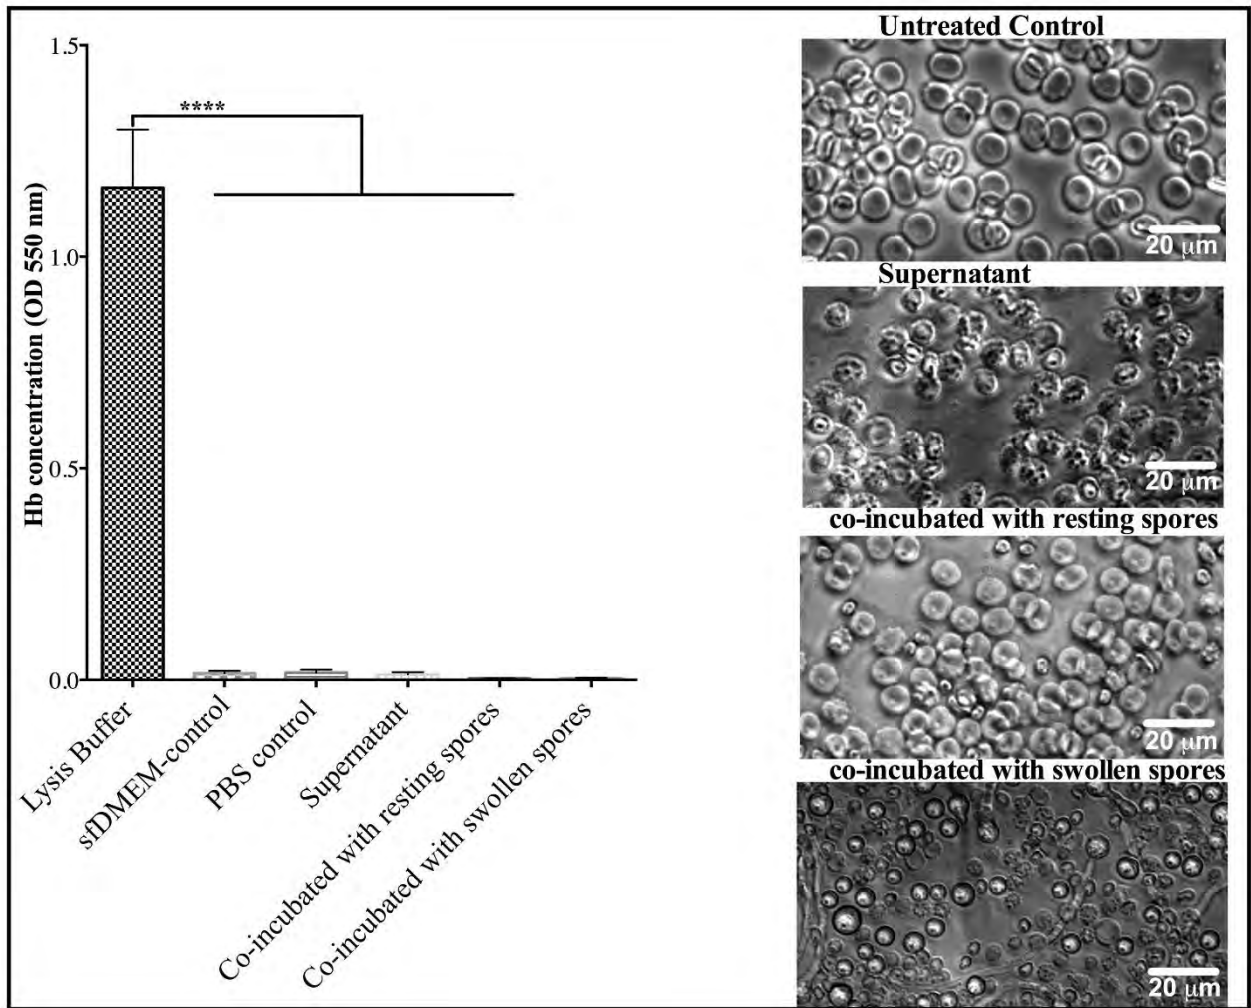 Hb concentration (OD 550 nm)
1.5
1.0
0.5
0.0
****
Lysis Buffer
sfDMEM-control
PBS control
Supernatant
Co-incubated with resting spores
Co-incubated with swollen spores
Untreated Control
20 μm
Supernatant
20 μm
co-incubated with resting spores
20 μm
co-incubated with swollen spores
20 μm